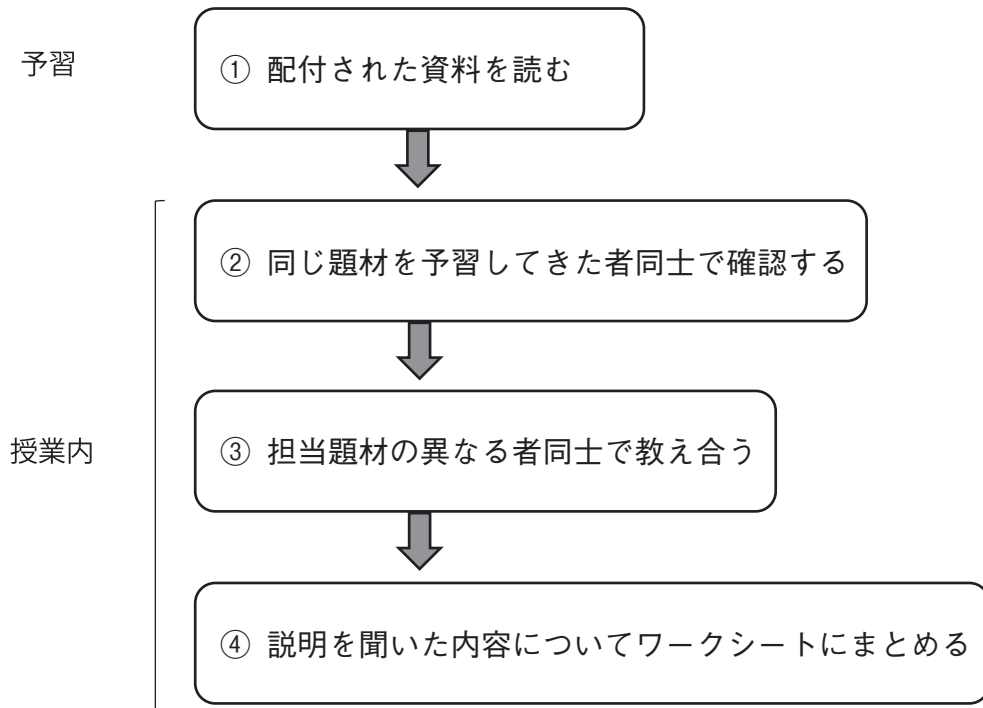 予習
① 配付された資料を読む
② 同じ題材を予習してきた者同士で確認する
授業内
③ 担当題材の異なる者同士で教え合う
④ 説明を聞いた内容についてワークシートにまとめる